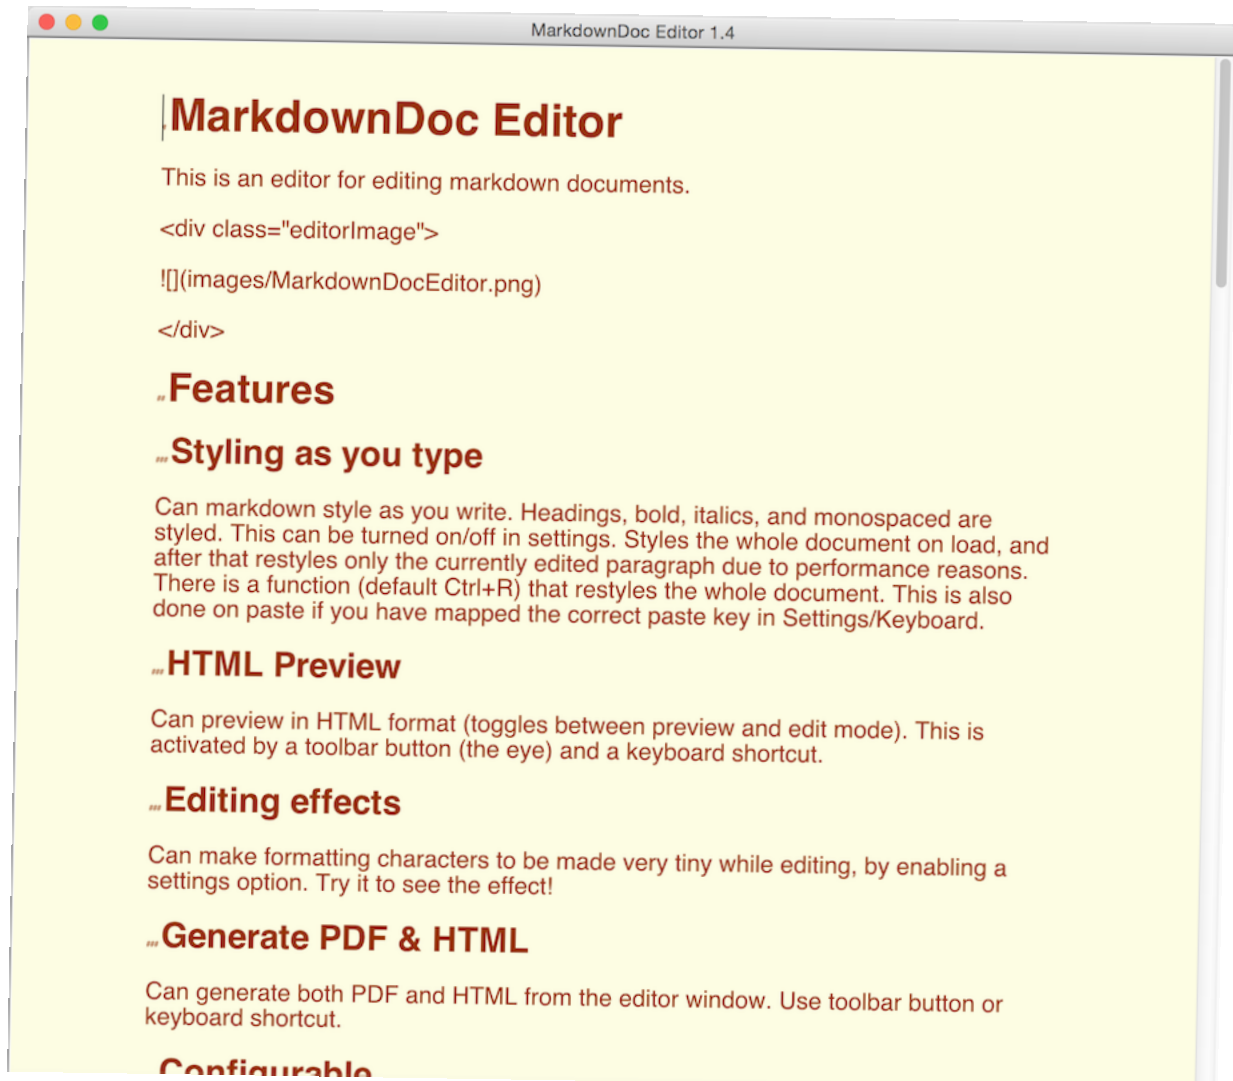 MarkdownDoc Editor 1.4
# MarkdownDoc Editor
This is an editor for editing markdown documents.
<div class="editorImage">
![](images/MarkdownDocEditor.png)
</div>
## Features
### Styling as you type
Can markdown style as you write. Headings, bold, italics, and monospaced are
styled. This can be turned on/off in settings. Styles the whole document on load, and
after that restyles only the currently edited paragraph due to performance reasons.
There is a function (default Ctrl+R) that restyles the whole document. This is also
done on paste if you have mapped the correct paste key in Settings/Keyboard.
### HTML Preview
Can preview in HTML format (toggles between preview and edit mode). This is
activated by a toolbar button (the eye) and a keyboard shortcut.
### Editing effects
Can make formatting characters to be made very tiny while editing, by enabling a
settings option. Try it to see the effect!
### Generate PDF & HTML
Can generate both PDF and HTML from the editor window. Use toolbar button or
keyboard shortcut.
Configurable